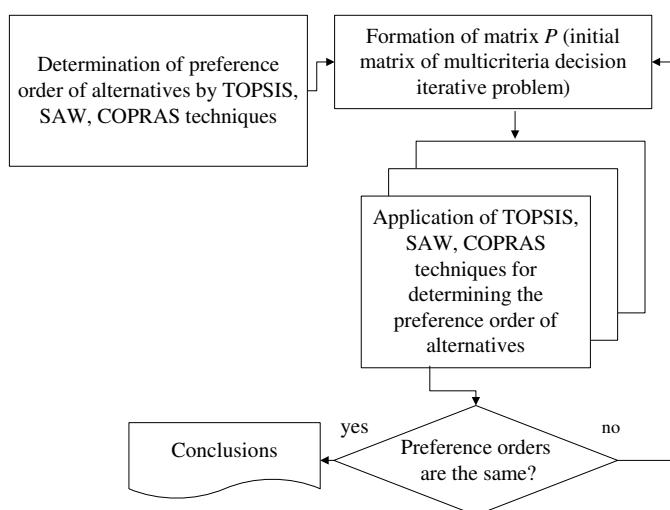 Determination of preference
order of alternatives by TOPSIS,
SAW, COPRAS techniques
Formation of matrix P (initial
matrix of multicriteria decision
iterative problem)
Application of TOPSIS,
SAW, COPRAS
techniques for
determining the
preference order of
alternatives
yes
no
Conclusions
Preference orders
are the same?